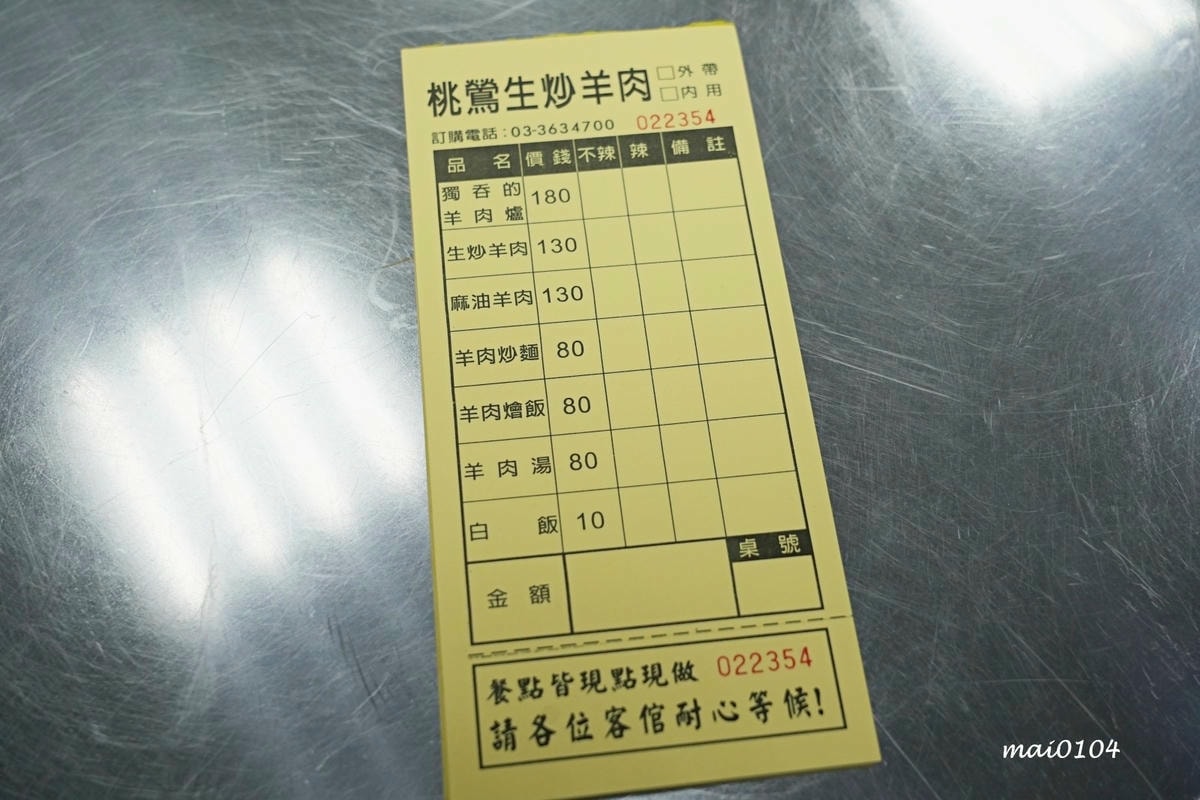 桃鶯生炒羊肉 □外帶
□內用
訂購電話：03-3634700 022354
品名 價錢 不辣 辣 備註
獨吞的
羊肉爐 180
生炒羊肉 130
麻油羊肉 130
羊肉炒麵 80
羊肉燴飯 80
羊肉湯 80
白飯 10
桌號
金額
餐點皆現點現做 022354
請各位客倌耐心等候!
mai0104